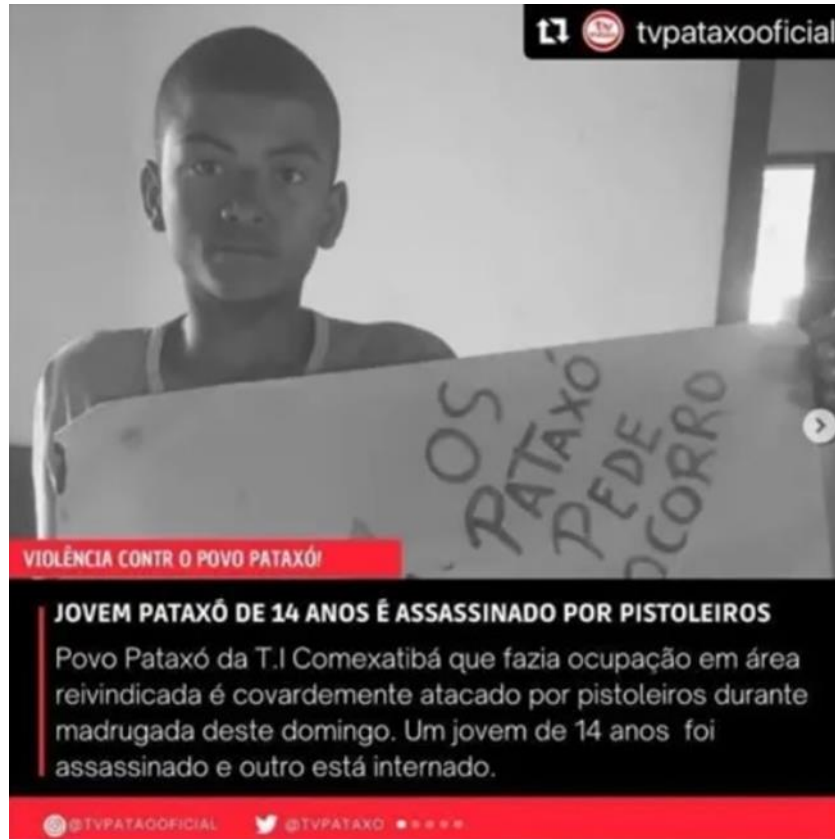 tvpataxooficial
OS
PATAXÓ
PEDE
OCORRO
VIOLÊNCIA CONTR O POVO PATAXÓ!
JOVEM PATAXÓ DE 14 ANOS É ASSASSINADO POR PISTOLEIROS
Povo Pataxó da T.I Comexatibá que fazia ocupação em área
reivindicada é covardemente atacado por pistoleiros durante
madrugada deste domingo. Um jovem de 14 anos foi
assassinado e outro está internado.
@TVPATAOOFICIAL @TVPATAXO